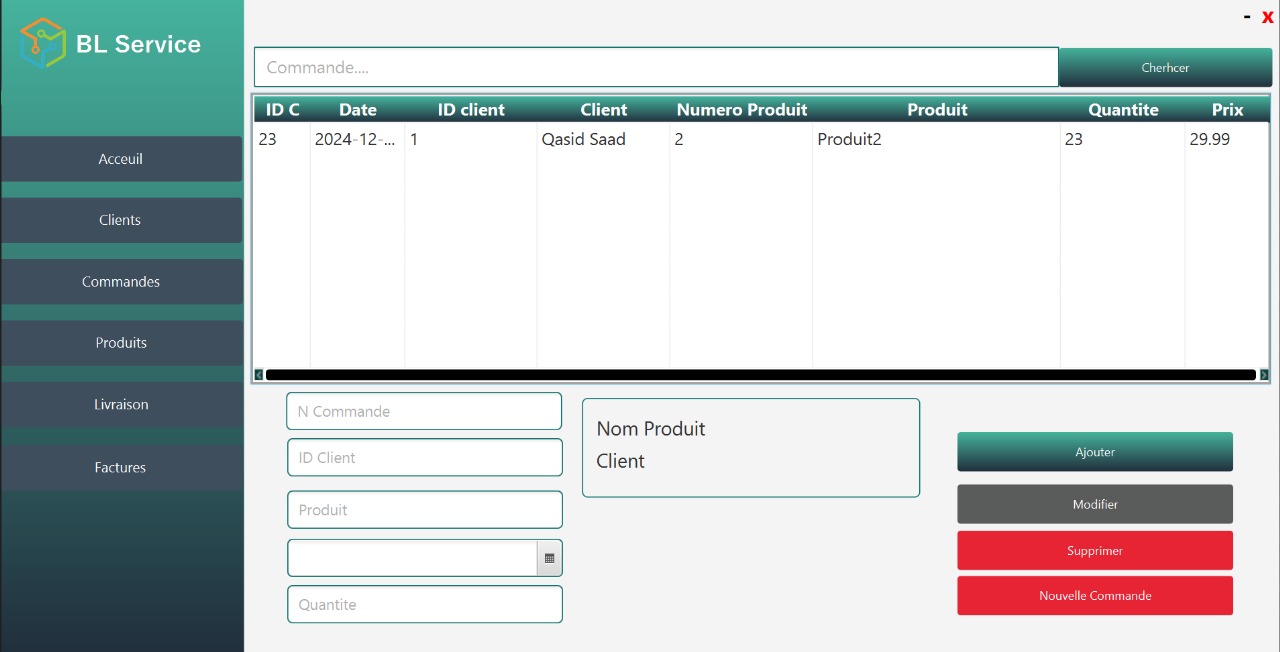 BL Service
- X
Commande....
Cherhcer
ID C Date ID client Client Numero Produit Produit Quantite Prix
23 2024-12-... 1 Qasid Saad 2 Produit2 23 29.99
Acceuil
Clients
Commandes
Produits
Livraison
Factures
N Commande
ID Client
Produit
Quantite
Nom Produit
Client
Ajouter
Modifier
Supprimer
Nouvelle Commande